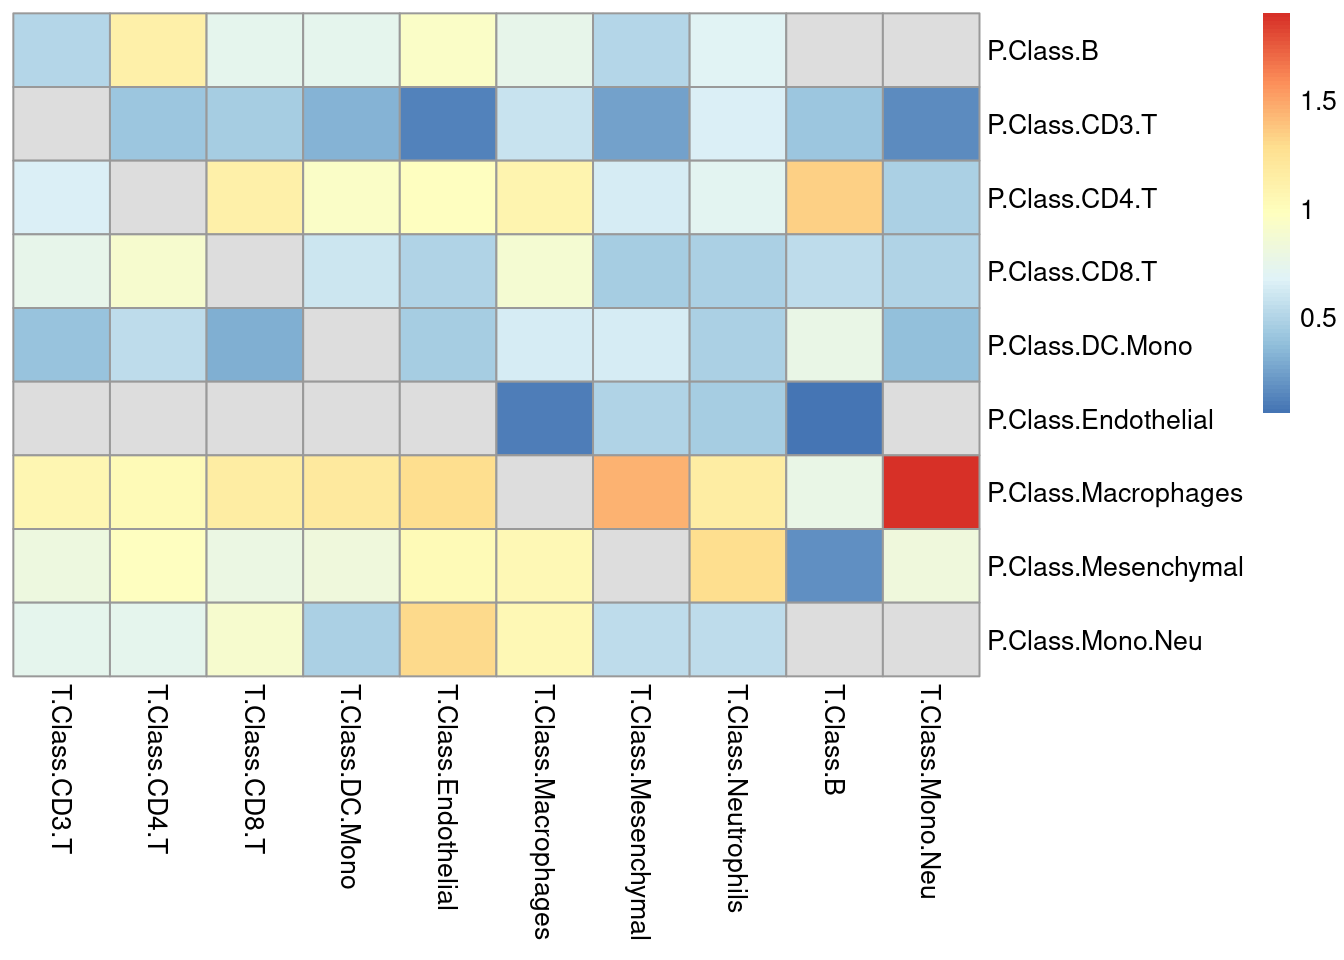 P.Class.B
P.Class.CD3.T
P.Class.CD4.T
P.Class.CD8.T
P.Class.DC.Mono
P.Class.Endothelial
P.Class.Macrophages
P.Class.Mesenchymal
P.Class.Mono.Neu
1.5
1
0.5
T.Class.CD3.T
T.Class.CD4.T
T.Class.CD8.T
T.Class.DC.Mono
T.Class.Endothelial
T.Class.Macrophages
T.Class.Mesenchymal
T.Class.Neutrophils
T.Class.B
T.Class.Mono.Neu